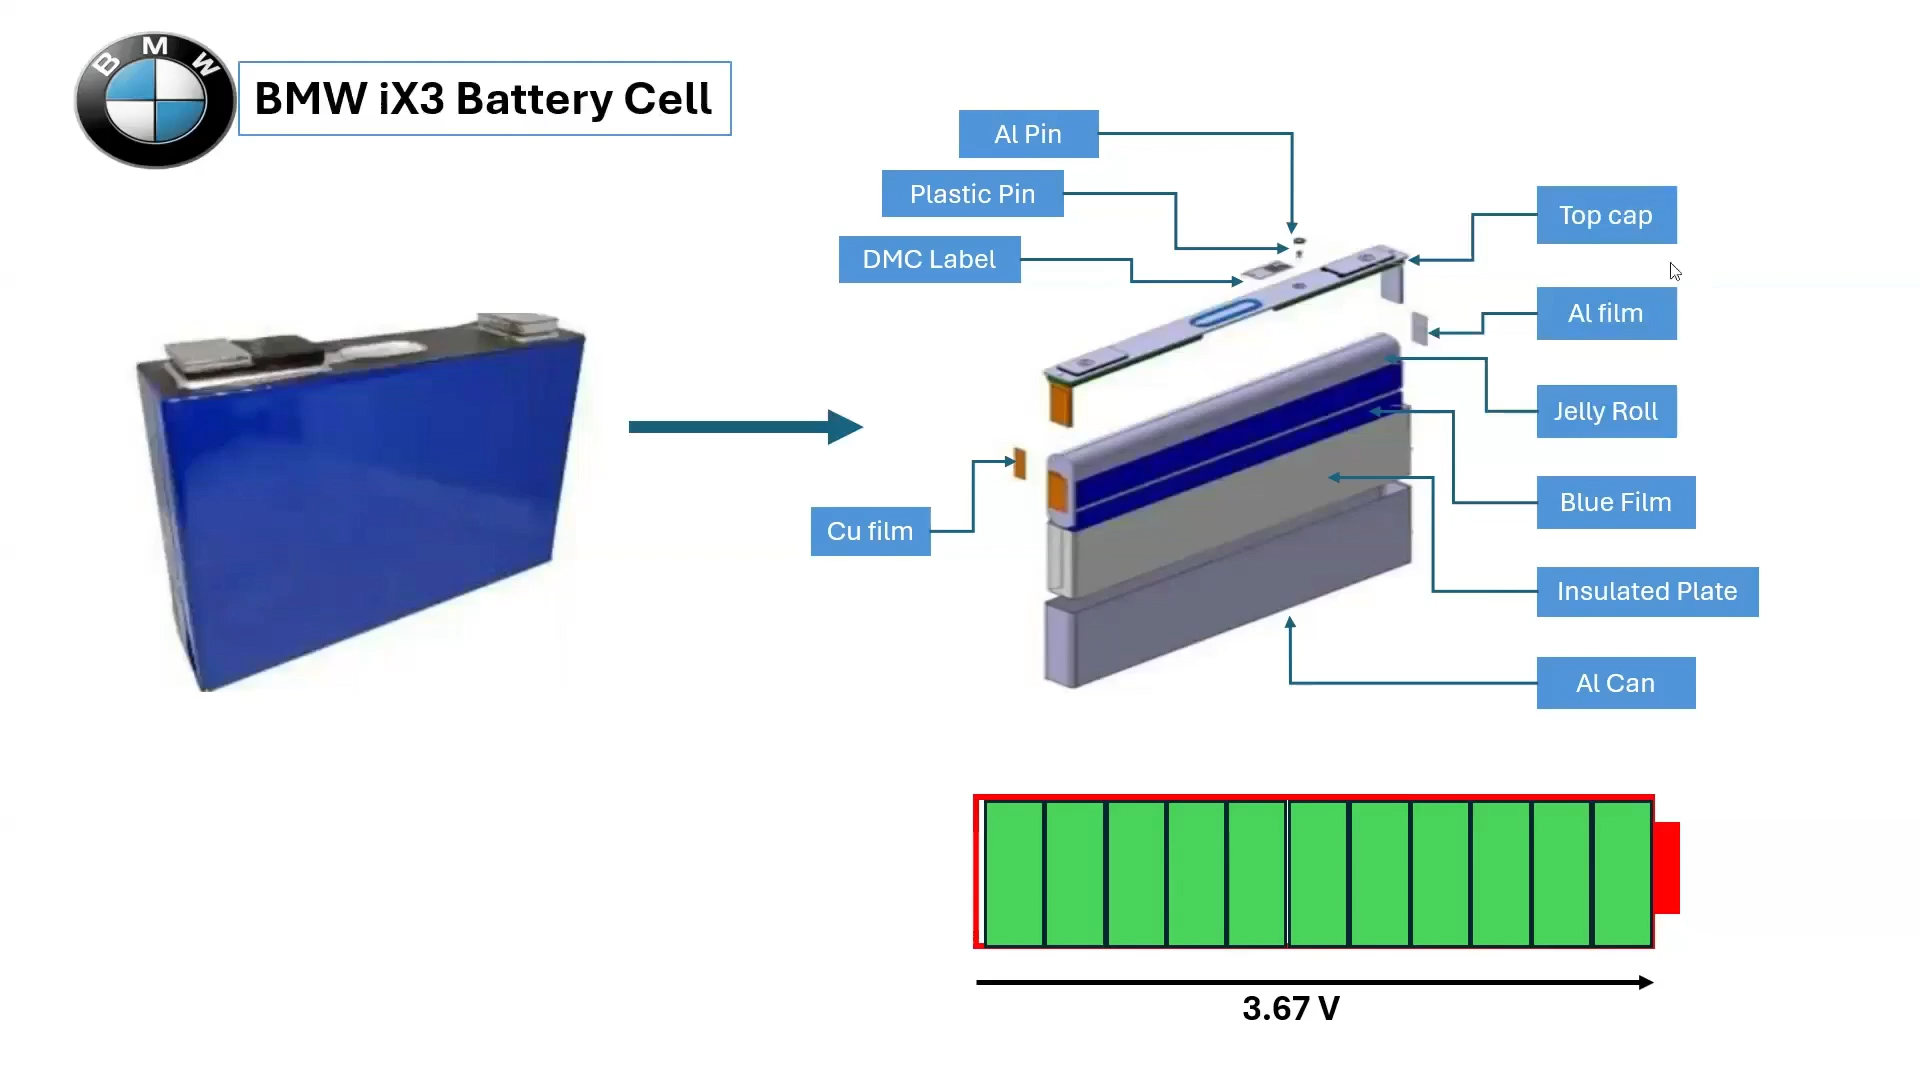 B M W
BMW iX3 Battery Cell
Al Pin
Plastic Pin
DMC Label
Top cap
Al film
Jelly Roll
Blue Film
Cu film
Insulated Plate
Al Can
3.67 V